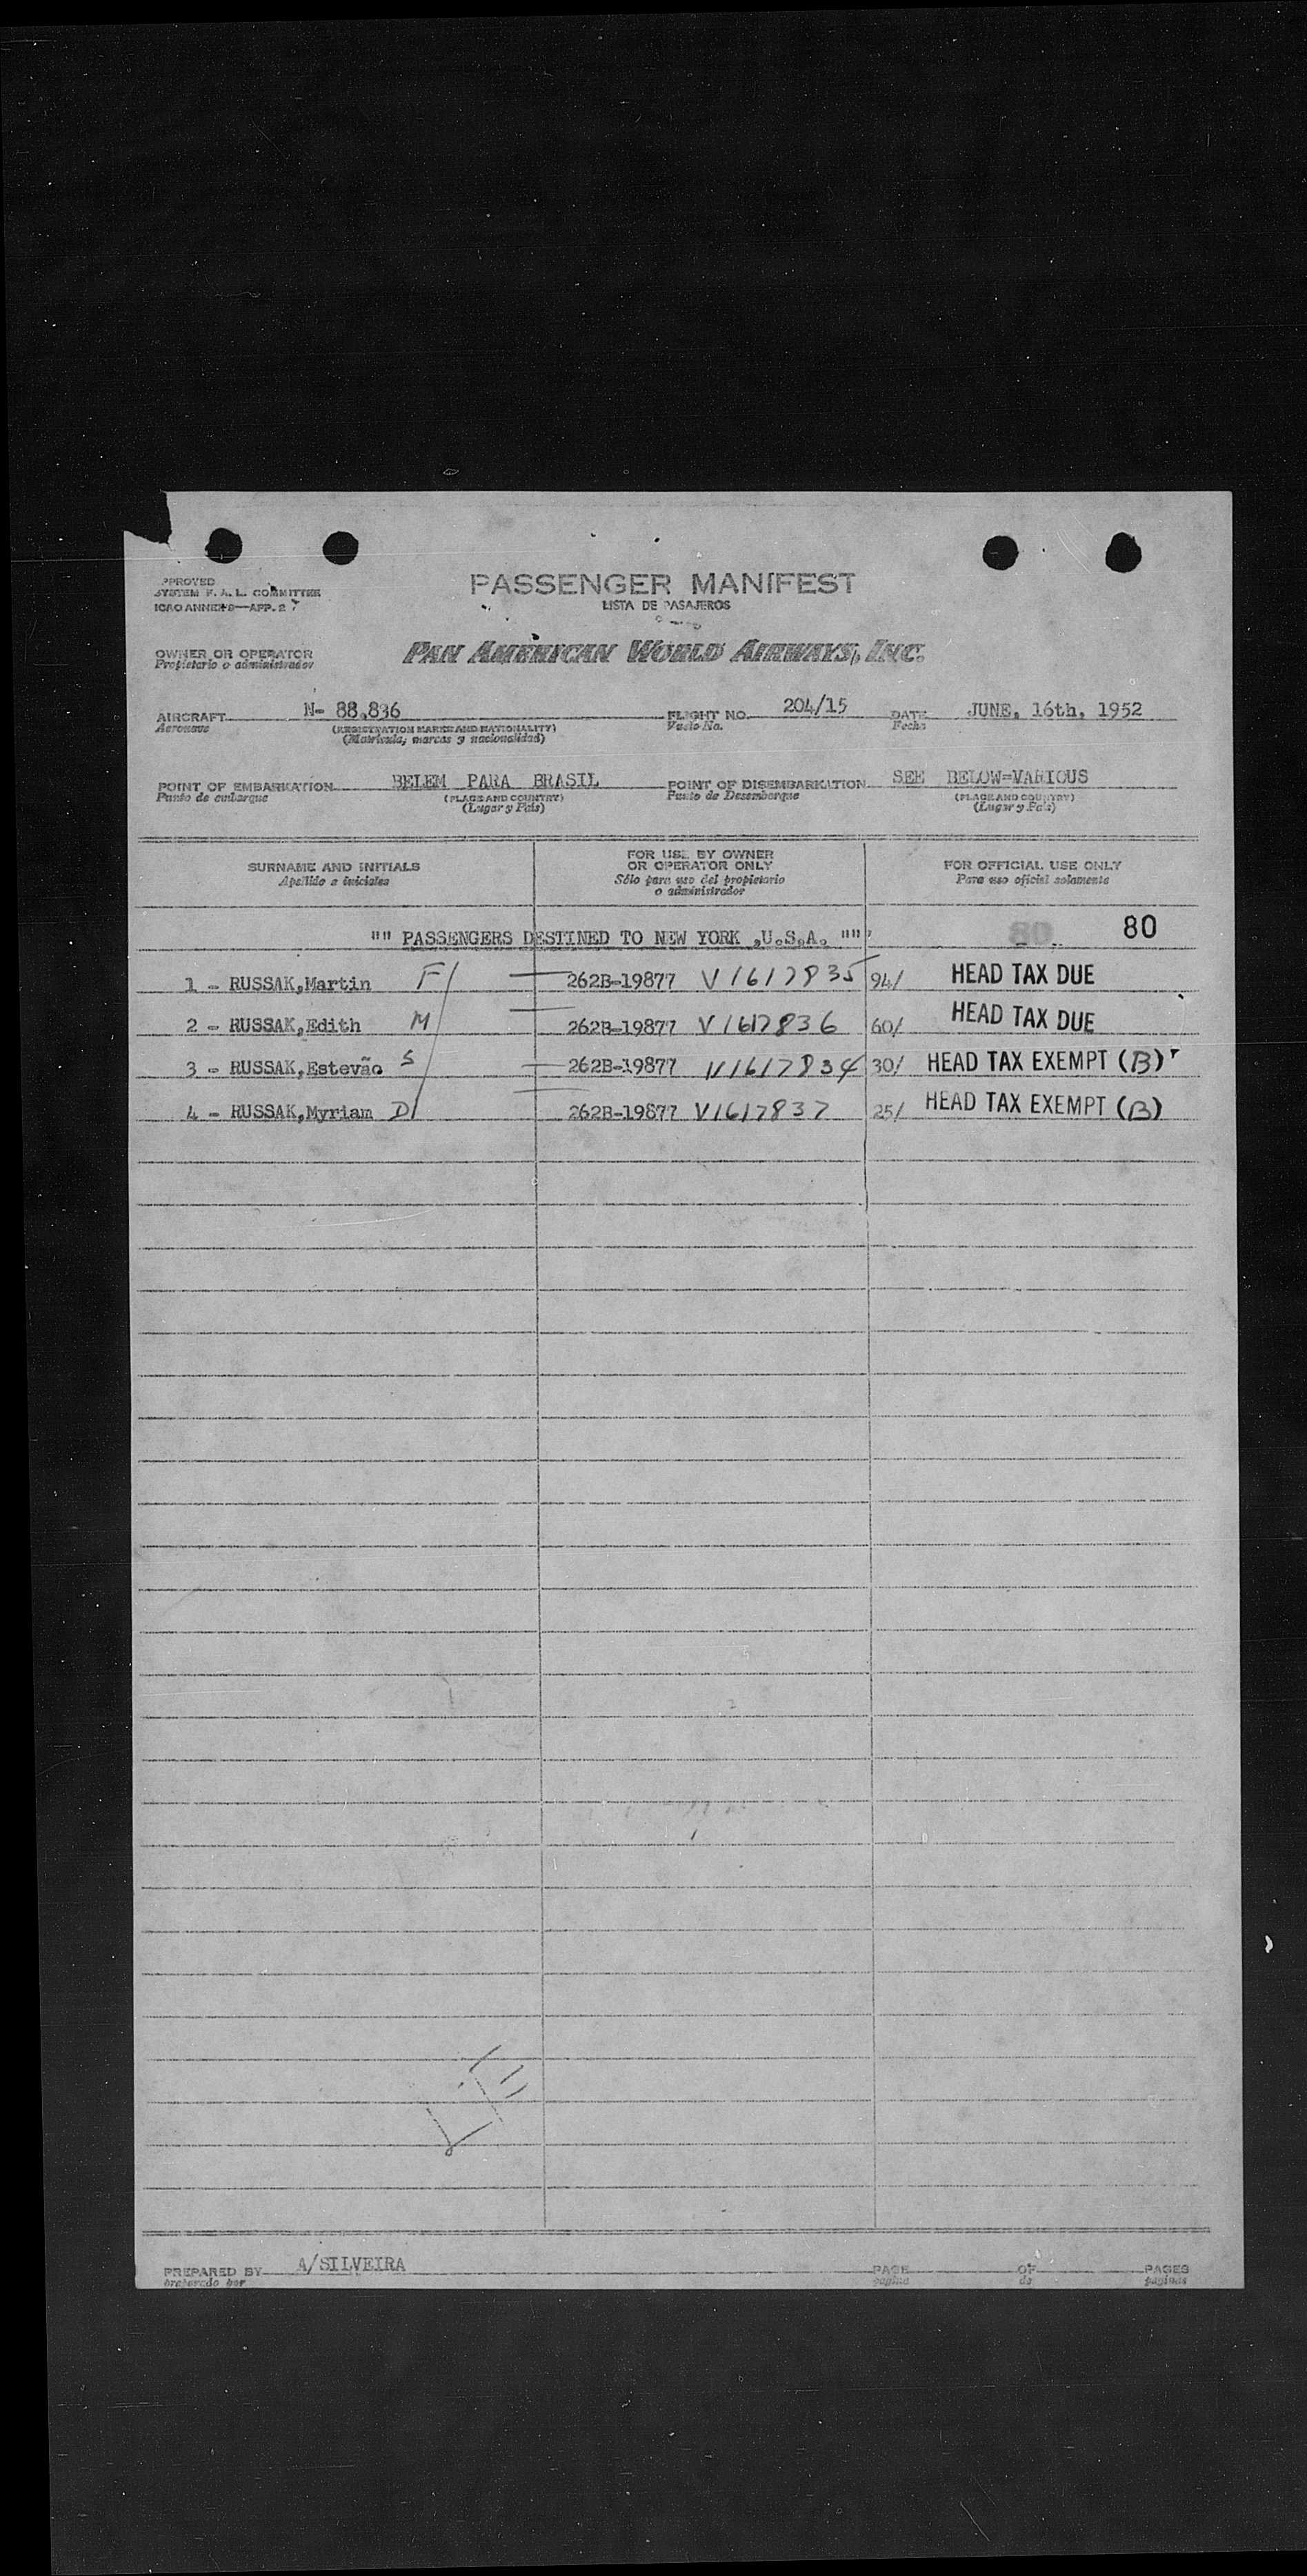 PPROVED
SYSTEM F. A. L. COMMITTEE
ICAO ANNEX 9—APP. 2
PASSENGER MANIFEST
LISTA DE PASAJEROS
OWNER OR OPERATOR
Propietario o administrador
PAN AMERICAN WORLD AIRWAYS, INC.
AIRCRAFT N- 88.836 FLIGHT NO. 204/15 DATE JUNE, 16th, 1952
Aeronave (REGISTRATION MARKS AND NATIONALITY) Vuelo No. Fecha
(Matrícula, marcas y nacionalidad)
POINT OF EMBARKATION BELEM PARA BRASIL POINT OF DISEMBARKATION SEE BELOW=VARIOUS
Punto de embarque (PLACE AND COUNTRY) Punto de Desembarque (PLACE AND COUNTRY)
(Lugar y País) (Lugar y País)
SURNAME AND INITIALS FOR USE BY OWNER OR OPERATOR ONLY FOR OFFICIAL USE ONLY
Apellido e iniciales Sólo para uso del propietario o administrador Para uso oficial solamente
"" PASSENGERS DESTINED TO NEW YORK ,U.S.A. "" 80 80
1 - RUSSAK,Martin F 262B-19877 V1617835 94/ HEAD TAX DUE
2 - RUSSAK,Edith M 262B-19877 V1617836 60/ HEAD TAX DUE
3 - RUSSAK,Estevão S 262B-19877 V1617834 30/ HEAD TAX EXEMPT (B)
4 - RUSSAK,Myriam D 262B-19877 V1617837 25/ HEAD TAX EXEMPT (B)
PREPARED BY A/SILVEIRA PAGE OF PAGES
preparado por página de páginas